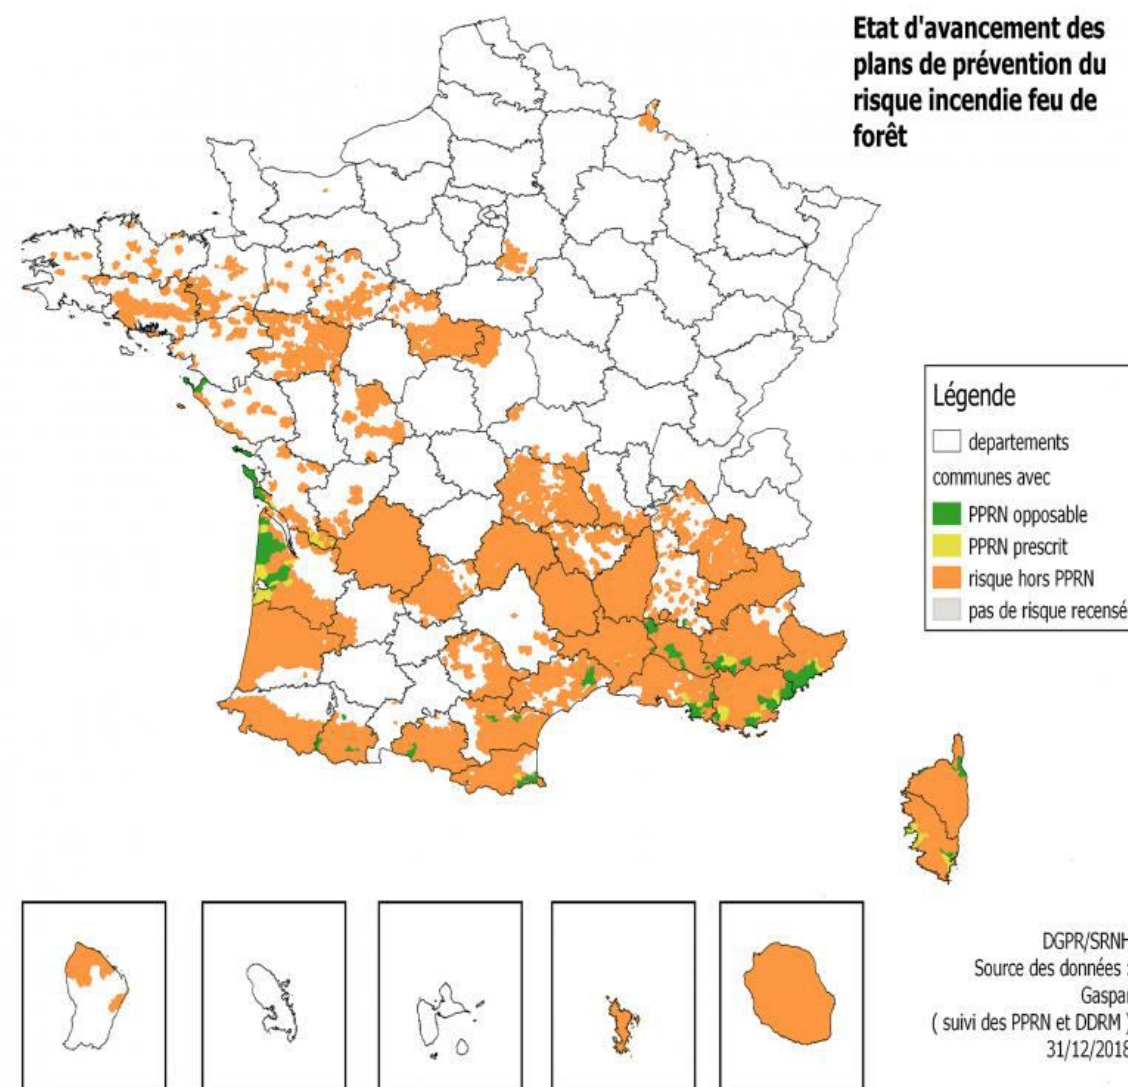 Etat d'avancement des
plans de prévention du
risque incendie feu de
forêt
Légende
departements
communes avec
PPRN opposable
PPRN prescrit
risque hors PPRN
pas de risque recensé
DGPR/SRNH
Source des données :
Gaspar
( suivi des PPRN et DDRM )
31/12/2018